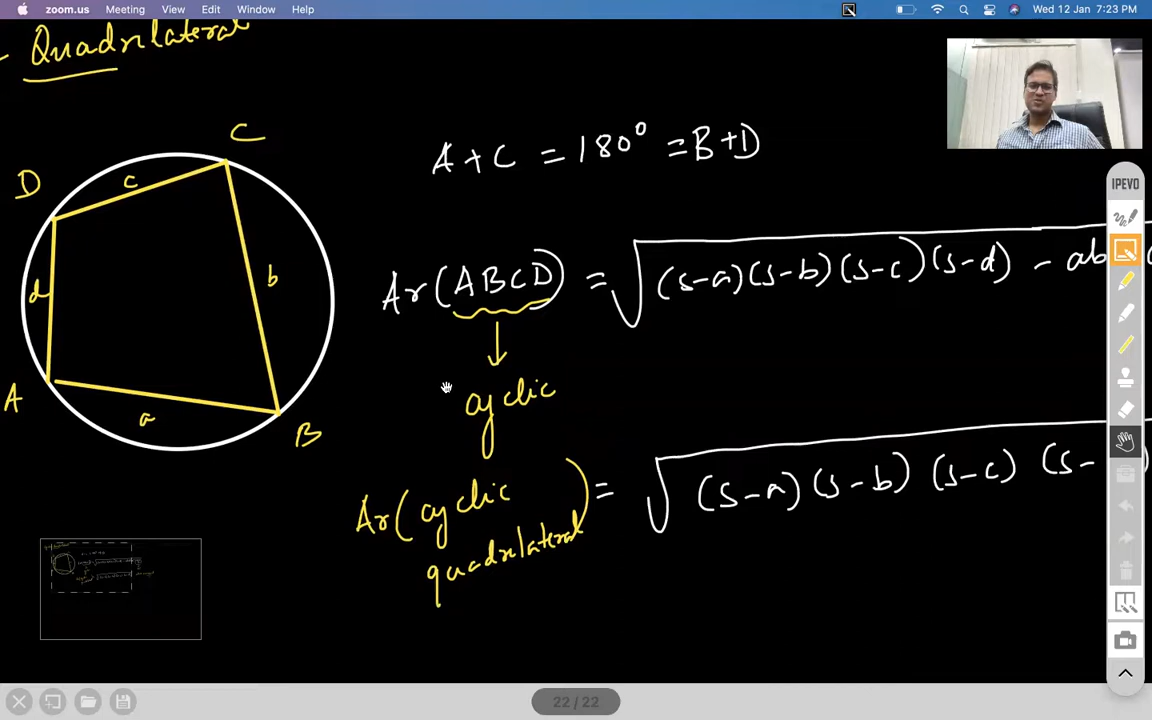 zoom.us Meeting View Edit Window Help Wed 12 Jan 7:23 PM
- Quadrilateral
C
A + C = 180° = B + D
D
c
IPEVO
Ar(ABCD) = √(s-a)(s-b)(s-c)(s-d) - ab
d
b
cyclic
A
a
B
Ar(cyclic quadrilateral) = √(s-a)(s-b)(s-c)(s-
22 / 22